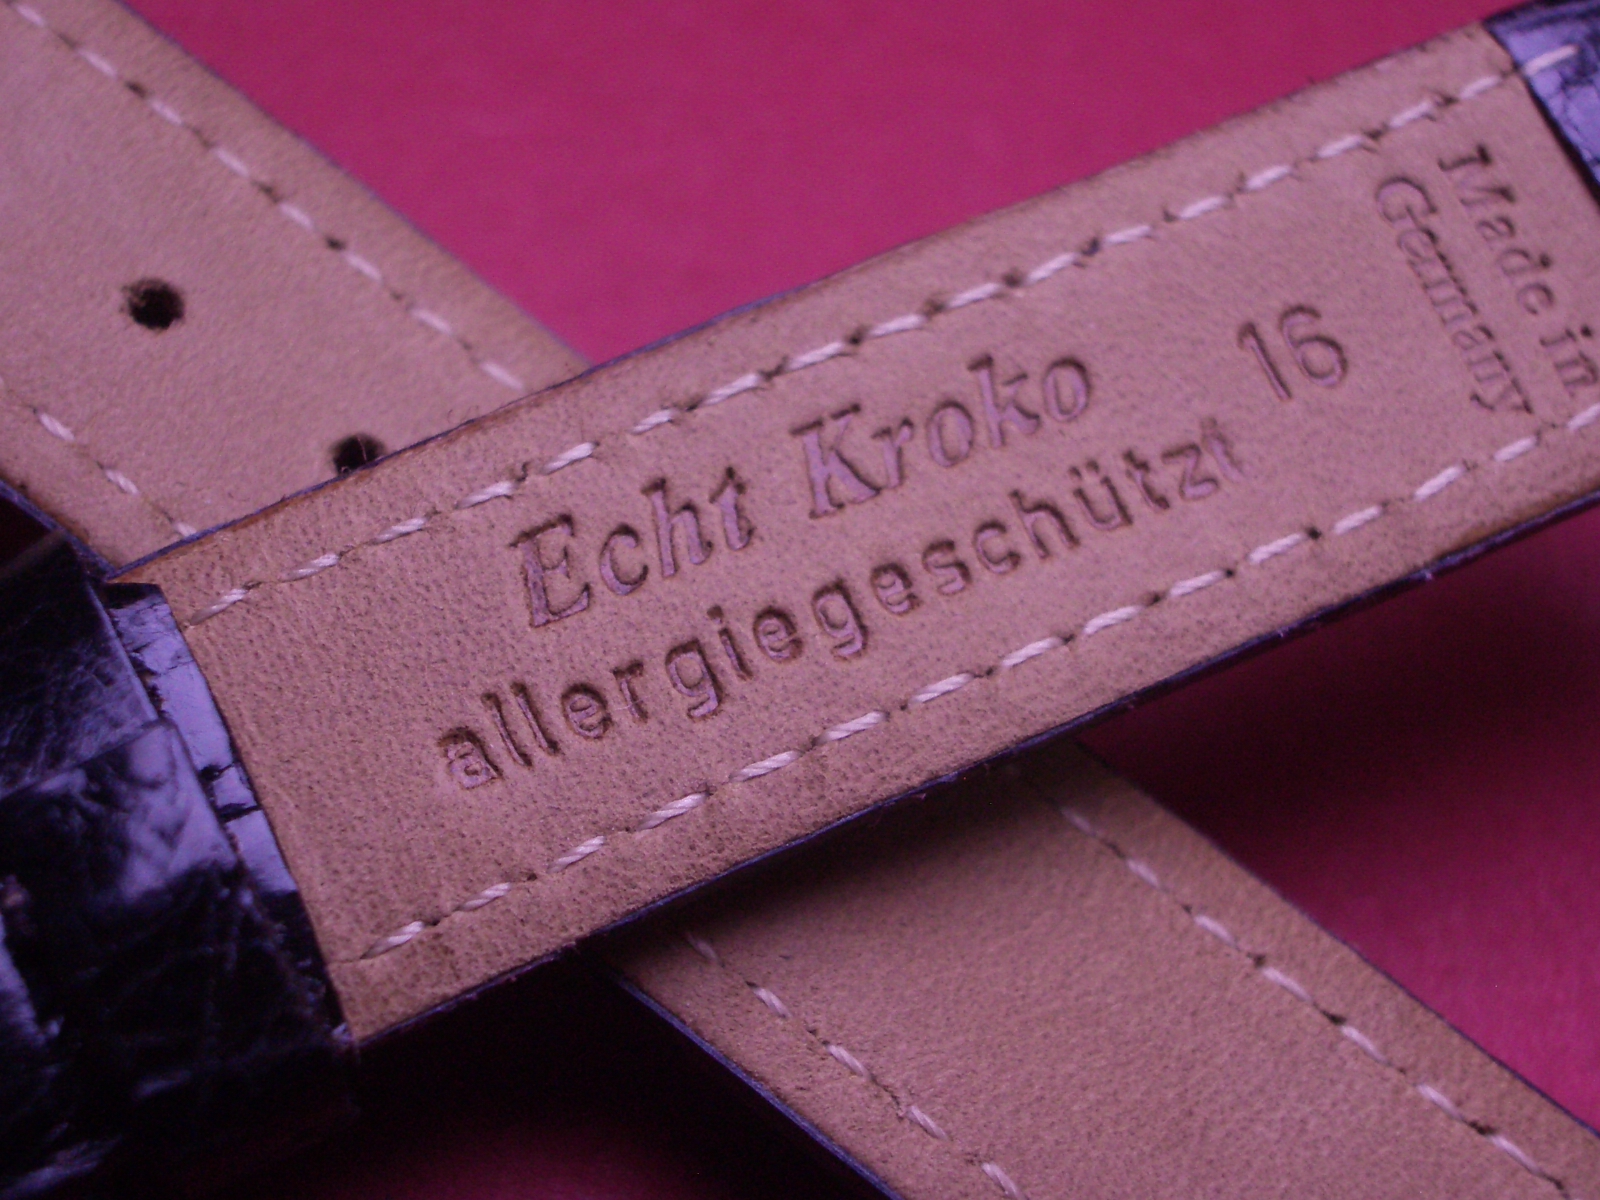 Echt Kroko
allergiegeschützt
16
Made in
Germany